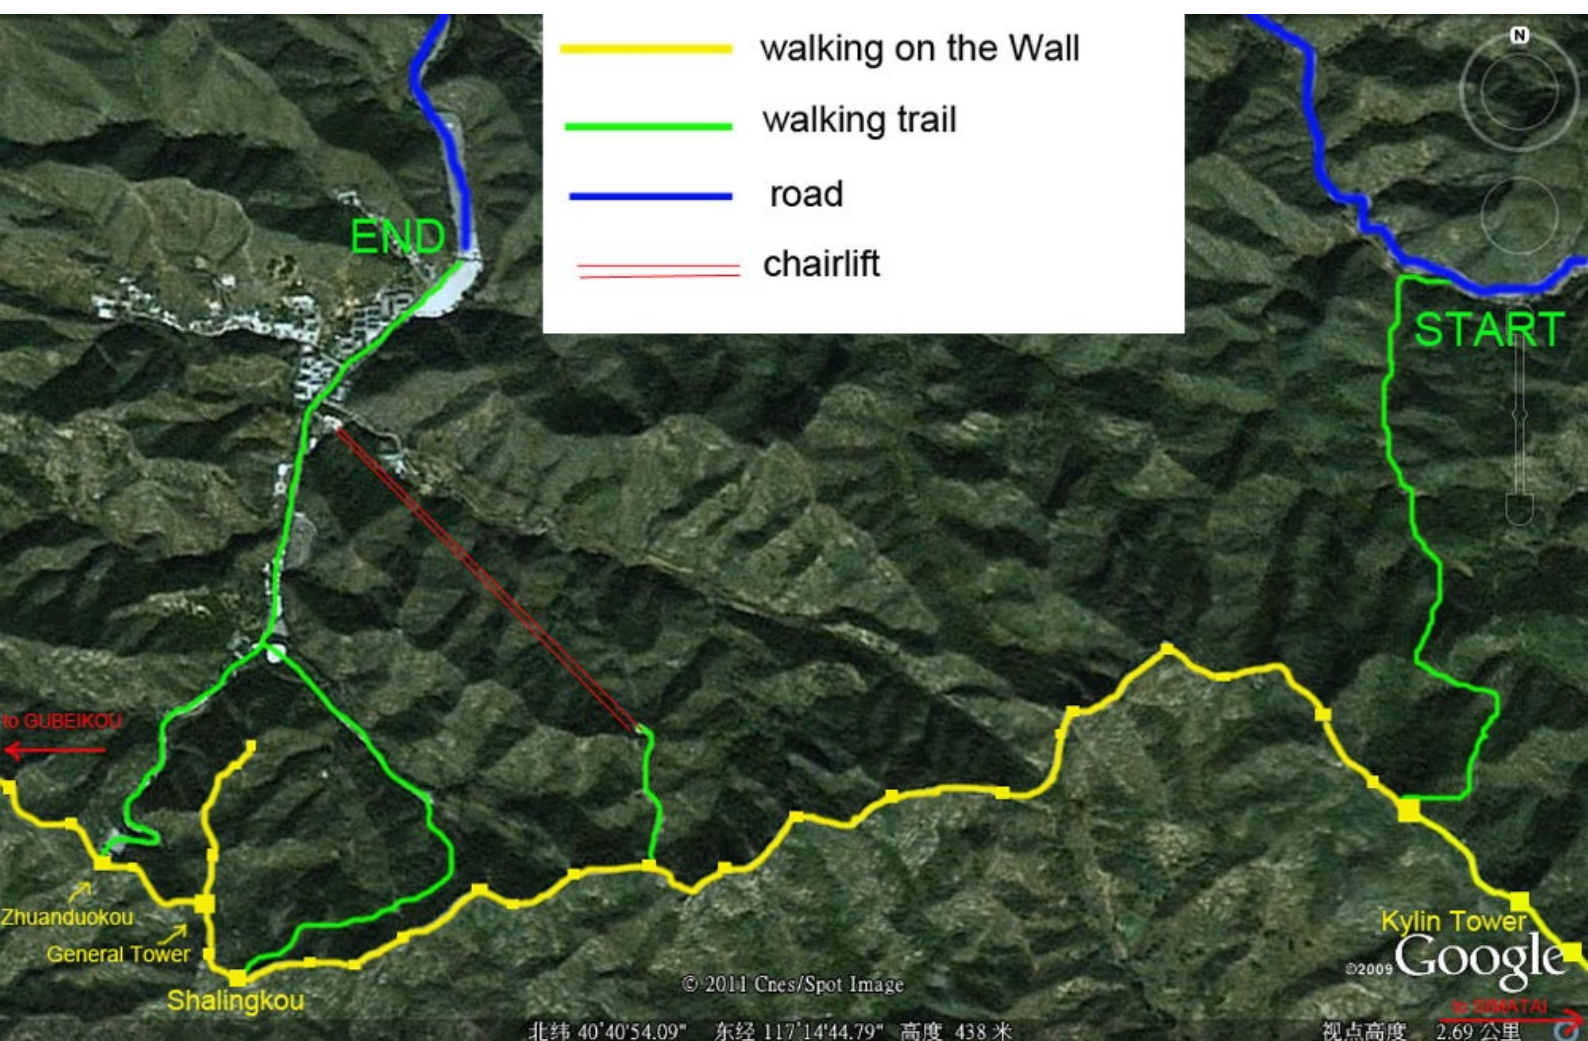 N
walking on the Wall
walking trail
road
chairlift
END
START
to GUBEIKOU
Zhuanduokou
General Tower
Shalingkou
Kylin Tower
©2009 Google
© 2011 Cnes/Spot Image
to SIMATAI
北纬 40°40'54.09" 东经 117°14'44.79" 高度 438 米 视点高度 2.69 公里